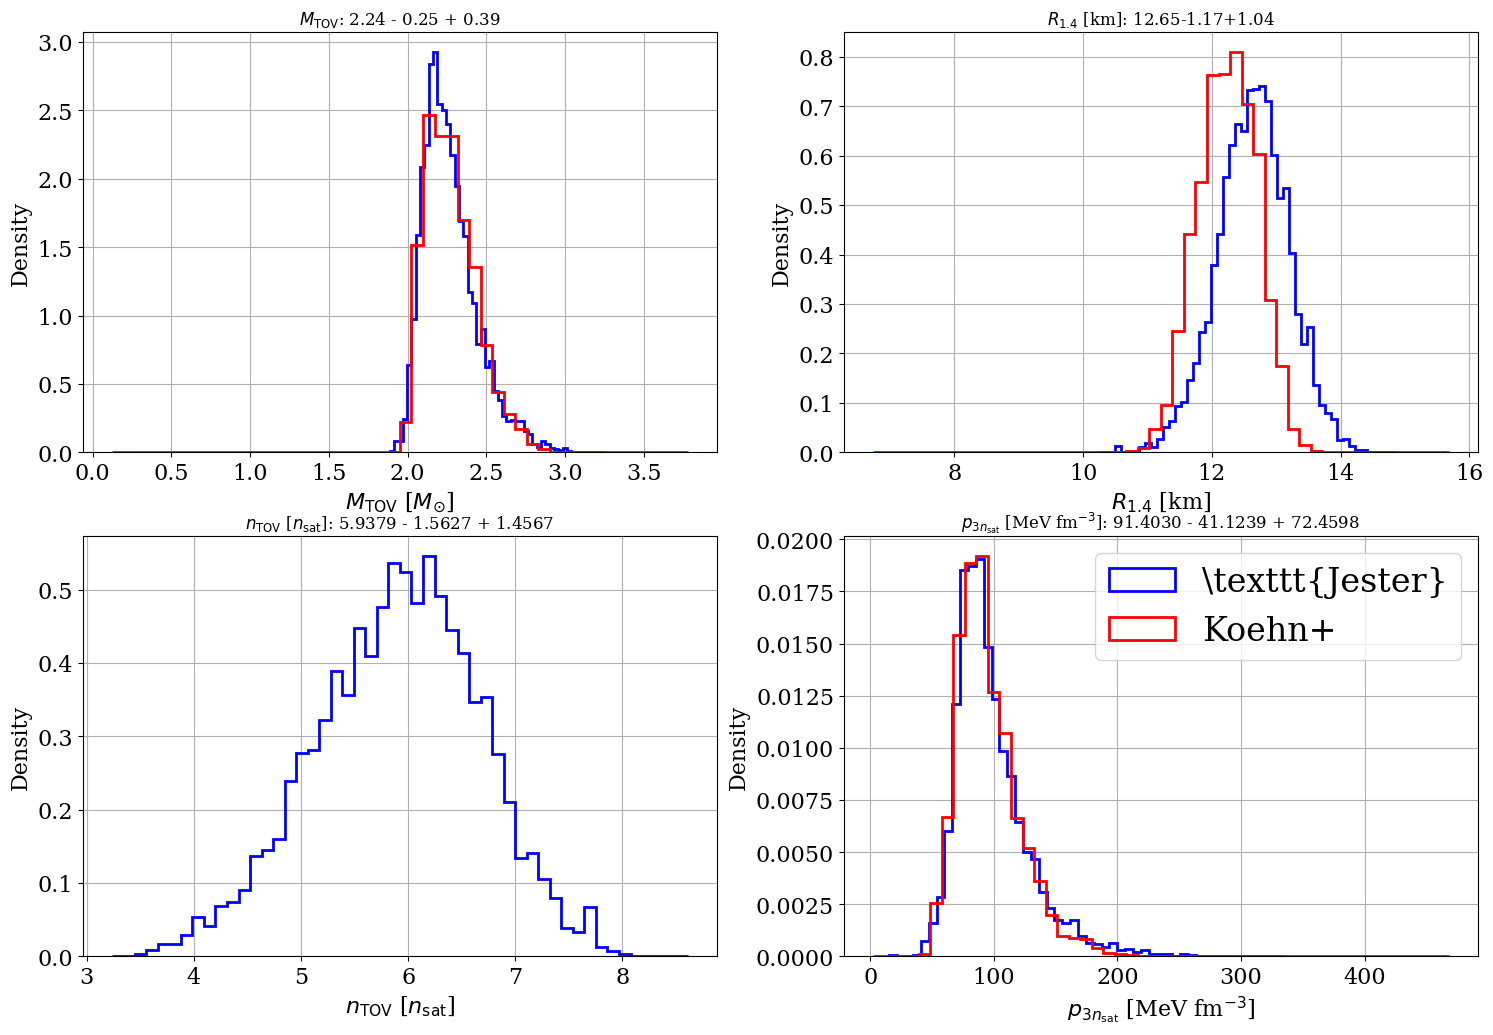 M_TOV: 2.24 - 0.25 + 0.39
3.0
2.5
2.0
1.5
1.0
0.5
0.0
Density
0.0 0.5 1.0 1.5 2.0 2.5 3.0 3.5
M_TOV [M_⊙]
R_1.4 [km]: 12.65-1.17+1.04
0.8
0.7
0.6
0.5
0.4
0.3
0.2
0.1
0.0
Density
8 10 12 14 16
R_1.4 [km]
n_TOV [n_sat]: 5.9379 - 1.5627 + 1.4567
0.5
0.4
0.3
0.2
0.1
0.0
Density
3 4 5 6 7 8
n_TOV [n_sat]
p_3n_sat [MeV fm⁻³]: 91.4030 - 41.1239 + 72.4598
0.0200
0.0175
0.0150
0.0125
0.0100
0.0075
0.0050
0.0025
0.0000
Density
\texttt{Jester}
Koehn+
0 100 200 300 400
p_3n_sat [MeV fm⁻³]